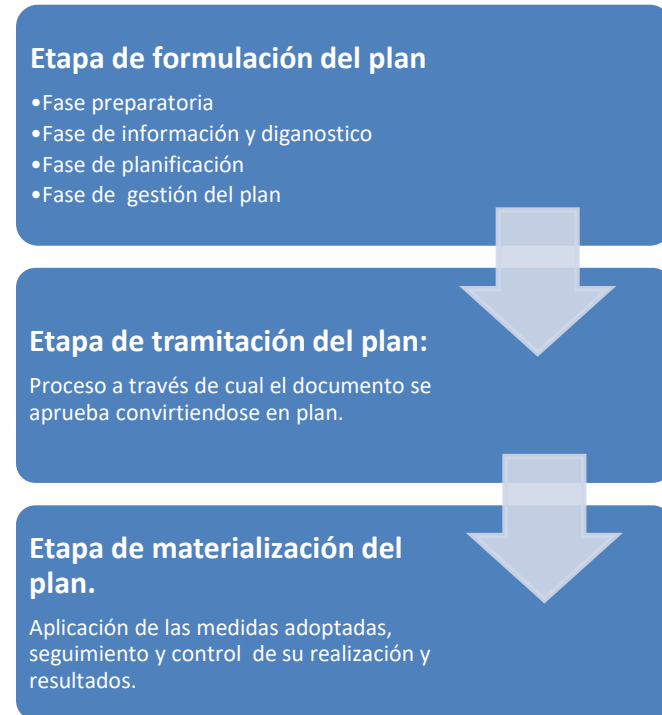 Etapa de formulación del plan
•Fase preparatoria
•Fase de información y diganostico
•Fase de planificación
•Fase de  gestión del plan
Etapa de tramitación del plan:
Proceso a través de cual el documento se
aprueba convirtiendose en plan.
Etapa de materialización del
plan.
Aplicación de las medidas adoptadas,
seguimiento y control  de su realización y
resultados.